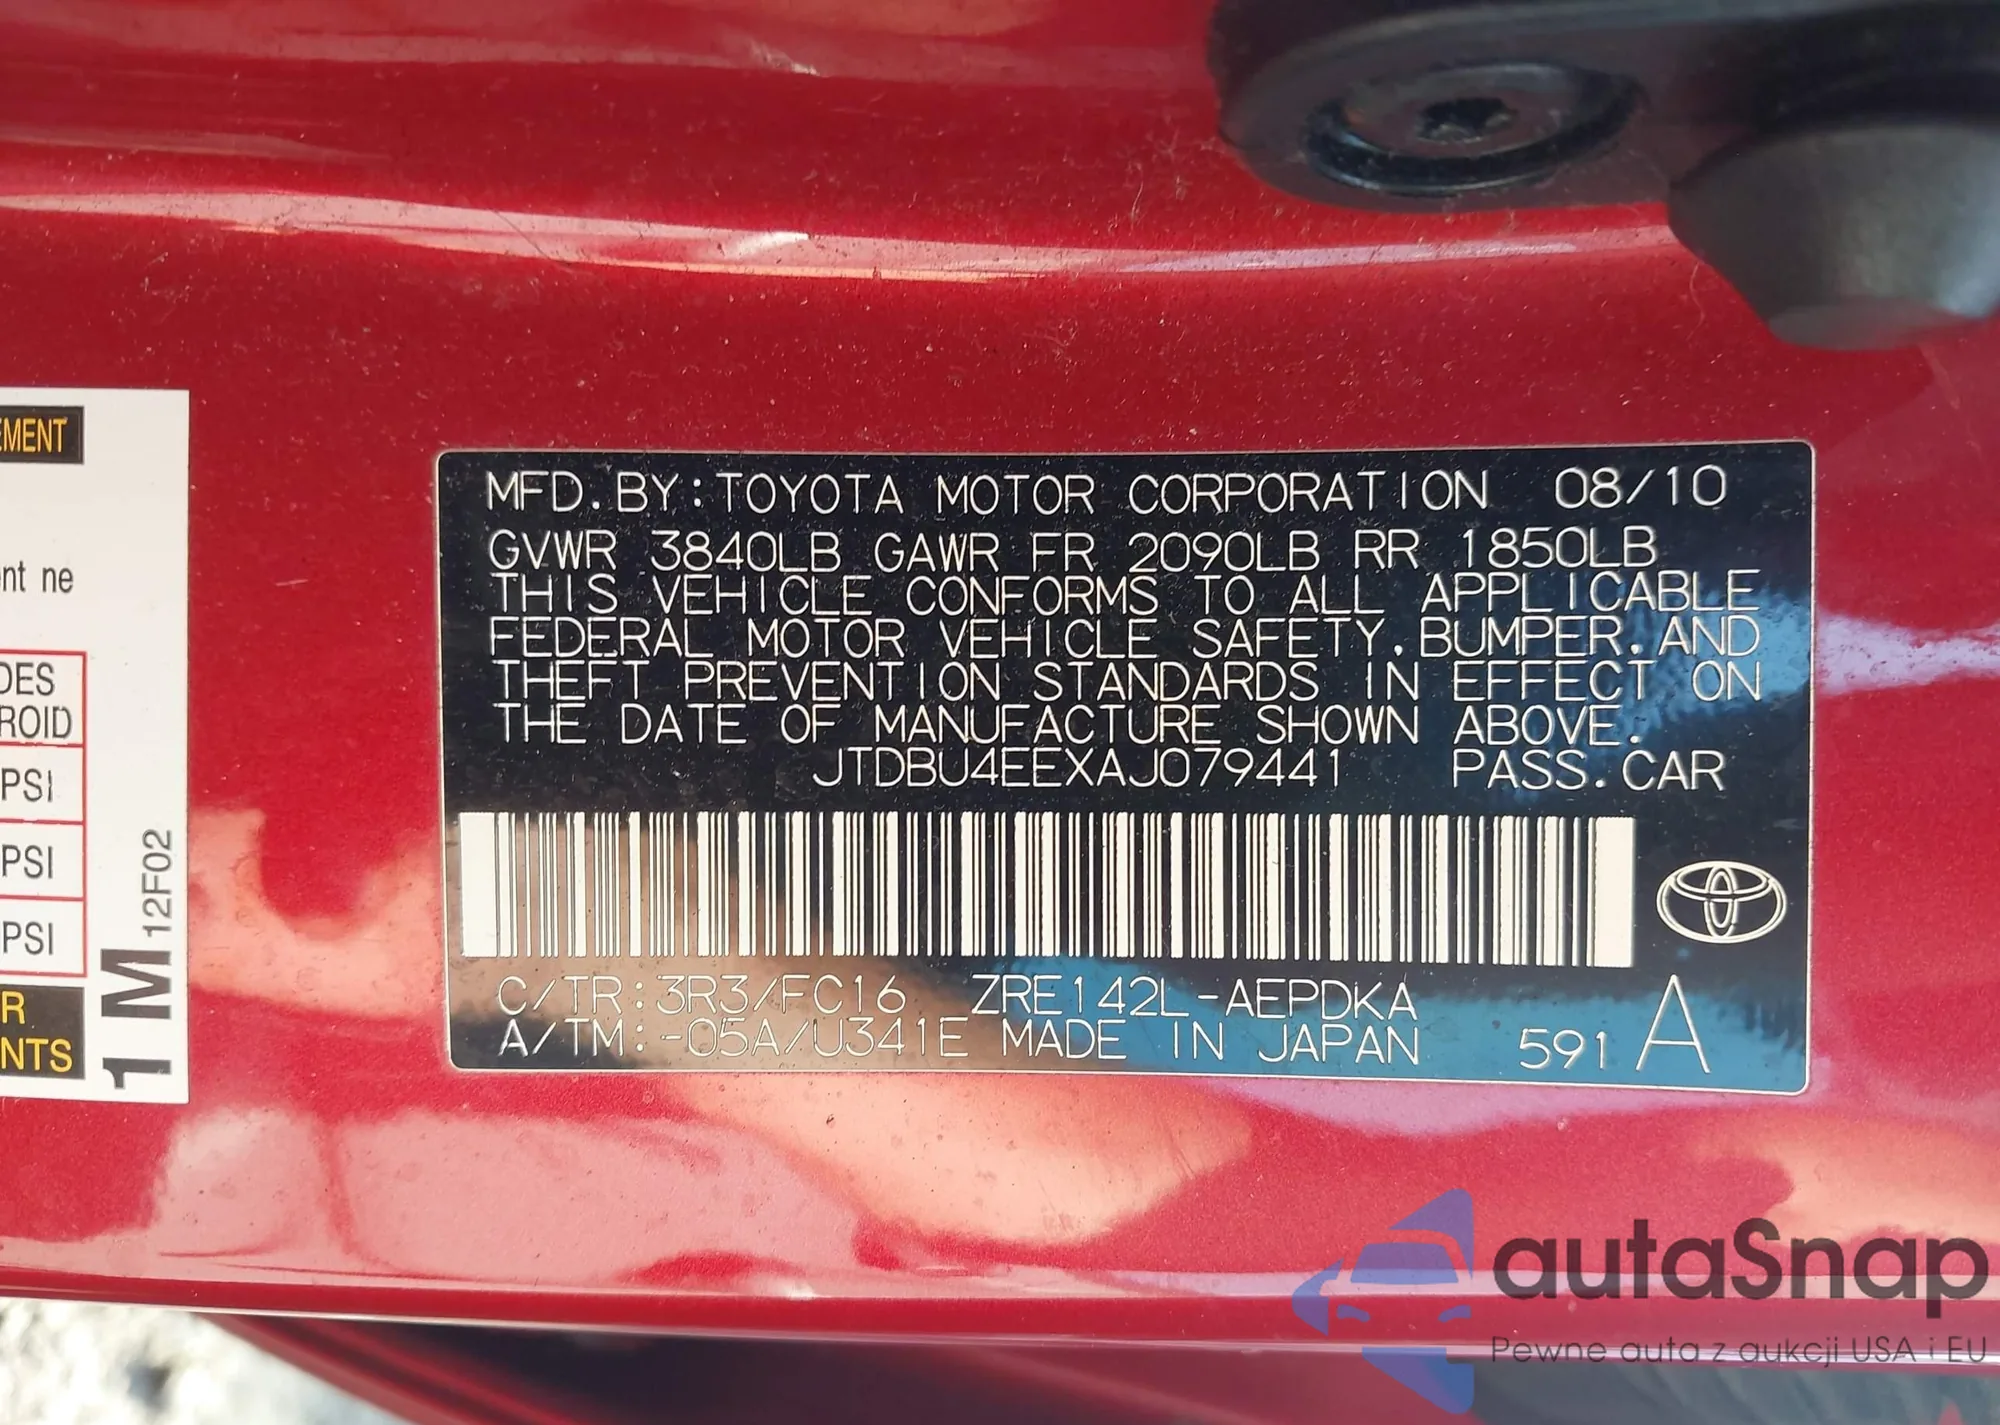 EMENT
nt ne
DES
ROID
PSI
PSI
PSI
R
NTS
1 M 12F02
MFD.BY:TOYOTA MOTOR CORPORATION 08/10
GVWR 3840LB GAWR FR 2090LB RR 1850LB
THIS VEHICLE CONFORMS TO ALL APPLICABLE
FEDERAL MOTOR VEHICLE SAFETY.BUMPER.AND
THEFT PREVENTION STANDARDS IN EFFECT ON
THE DATE OF MANUFACTURE SHOWN ABOVE.
JTDBU4EEXAJ079441 PASS.CAR
C/TR:3R3/FC16 ZRE142L-AEPDKA
A/TM:-05A/U341E MADE IN JAPAN 591 A
autaSnap
Pewne auta z aukcji USA i EU